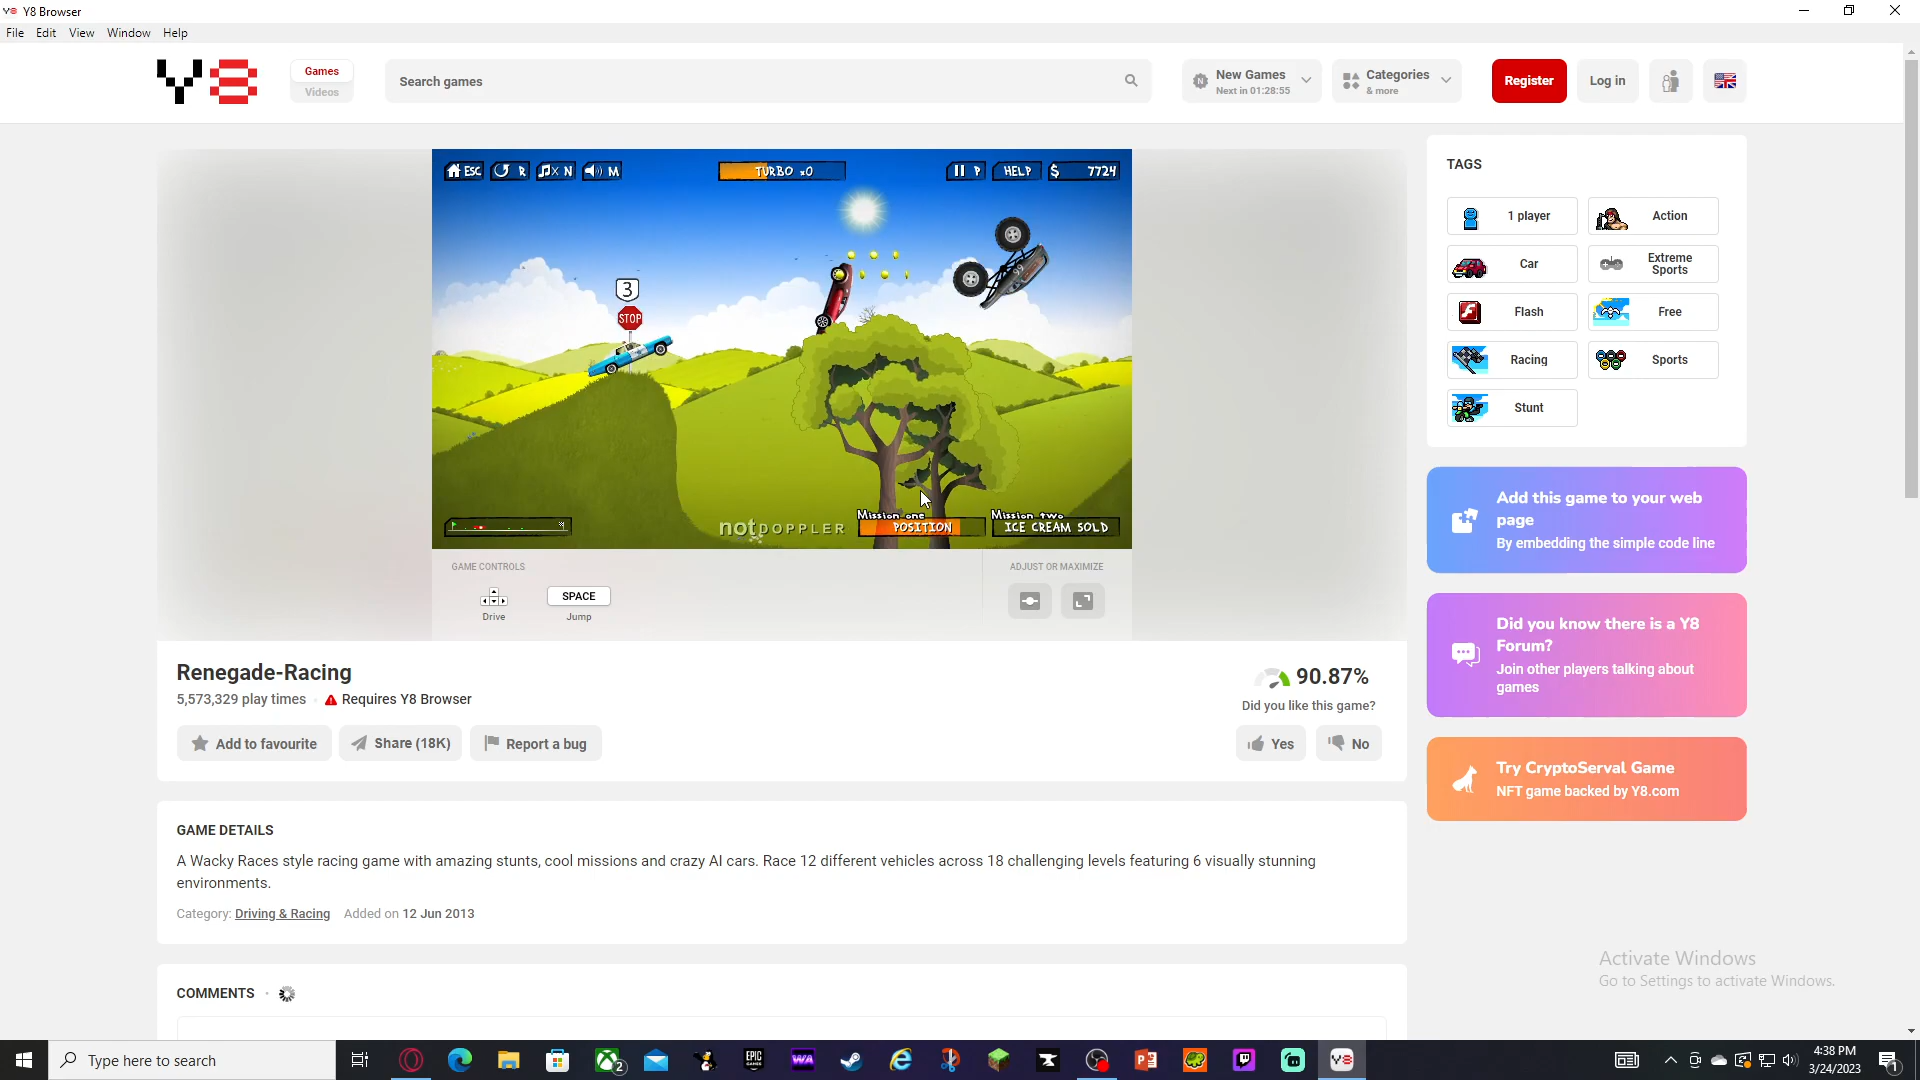 Y8 Browser
File Edit View Window Help
Y8
Games
Videos
Search games
New Games
Next in 01:28:55
Categories
& more
Register
Log in
ESC R N M
TURBO x0
P HELP $ 7724
3
STOP
notDOPPLER
Mission one
POSITION
Mission two
ICE CREAM SOLD
GAME CONTROLS
Drive
SPACE
Jump
ADJUST OR MAXIMIZE
TAGS
1 player
Action
Car
Extreme
Sports
Flash
Free
Racing
Sports
Stunt
Add this game to your web
page
By embedding the simple code line
Did you know there is a Y8
Forum?
Join other players talking about
games
Try CryptoServal Game
NFT game backed by Y8.com
Renegade-Racing
5,573,329 play times · Requires Y8 Browser
Add to favourite
Share (18K)
Report a bug
90.87%
Did you like this game?
Yes
No
GAME DETAILS
A Wacky Races style racing game with amazing stunts, cool missions and crazy AI cars. Race 12 different vehicles across 18 challenging levels featuring 6 visually stunning
environments.
Category: Driving & Racing Added on 12 Jun 2013
COMMENTS ·
Activate Windows
Go to Settings to activate Windows.
Type here to search
2
EPIC
GAMES
WA
Y8
4:38 PM
3/24/2023
1